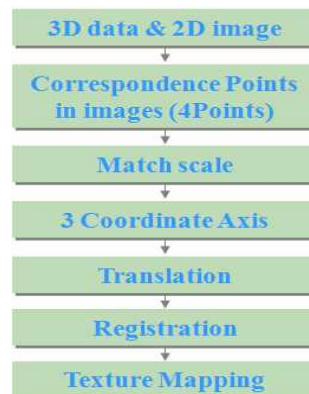 3D data & 2D image
Correspondence Points
in images (4Points)
Match scale
3 Coordinate Axis
Translation
Registration
Texture Mapping